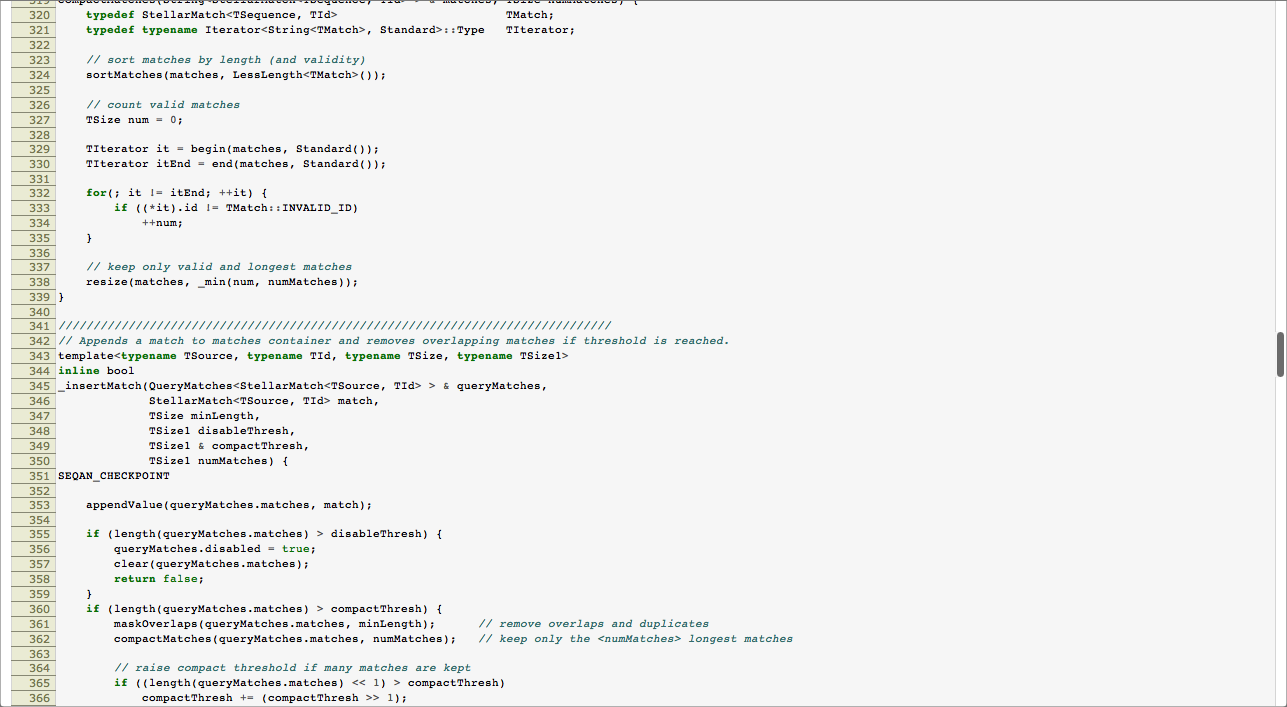 320 typedef StellarMatch<TSequence, TId> TMatch;
321 typedef typename Iterator<String<TMatch>, Standard>::Type TIterator;
322
323 // sort matches by length (and validity)
324 sortMatches(matches, LessLength<TMatch>());
325
326 // count valid matches
327 TSize num = 0;
328
329 TIterator it = begin(matches, Standard());
330 TIterator itEnd = end(matches, Standard());
331
332 for(; it != itEnd; ++it) {
333 if ((*it).id != TMatch::INVALID_ID)
334 ++num;
335 }
336
337 // keep only valid and longest matches
338 resize(matches, _min(num, numMatches));
339 }
340
341 ///////////////////////////////////////////////////////////////////////////////
342 // Appends a match to matches container and removes overlapping matches if threshold is reached.
343 template<typename TSource, typename TId, typename TSize, typename TSize1>
344 inline bool
345 _insertMatch(QueryMatches<StellarMatch<TSource, TId> > & queryMatches,
346 StellarMatch<TSource, TId> match,
347 TSize minLength,
348 TSize1 disableThresh,
349 TSize1 & compactThresh,
350 TSize1 numMatches) {
351 SEQAN_CHECKPOINT
352
353 appendValue(queryMatches.matches, match);
354
355 if (length(queryMatches.matches) > disableThresh) {
356 queryMatches.disabled = true;
357 clear(queryMatches.matches);
358 return false;
359 }
360 if (length(queryMatches.matches) > compactThresh) {
361 maskOverlaps(queryMatches.matches, minLength); // remove overlaps and duplicates
362 compactMatches(queryMatches.matches, numMatches); // keep only the <numMatches> longest matches
363
364 // raise compact threshold if many matches are kept
365 if ((length(queryMatches.matches) << 1) > compactThresh)
366 compactThresh += (compactThresh >> 1);